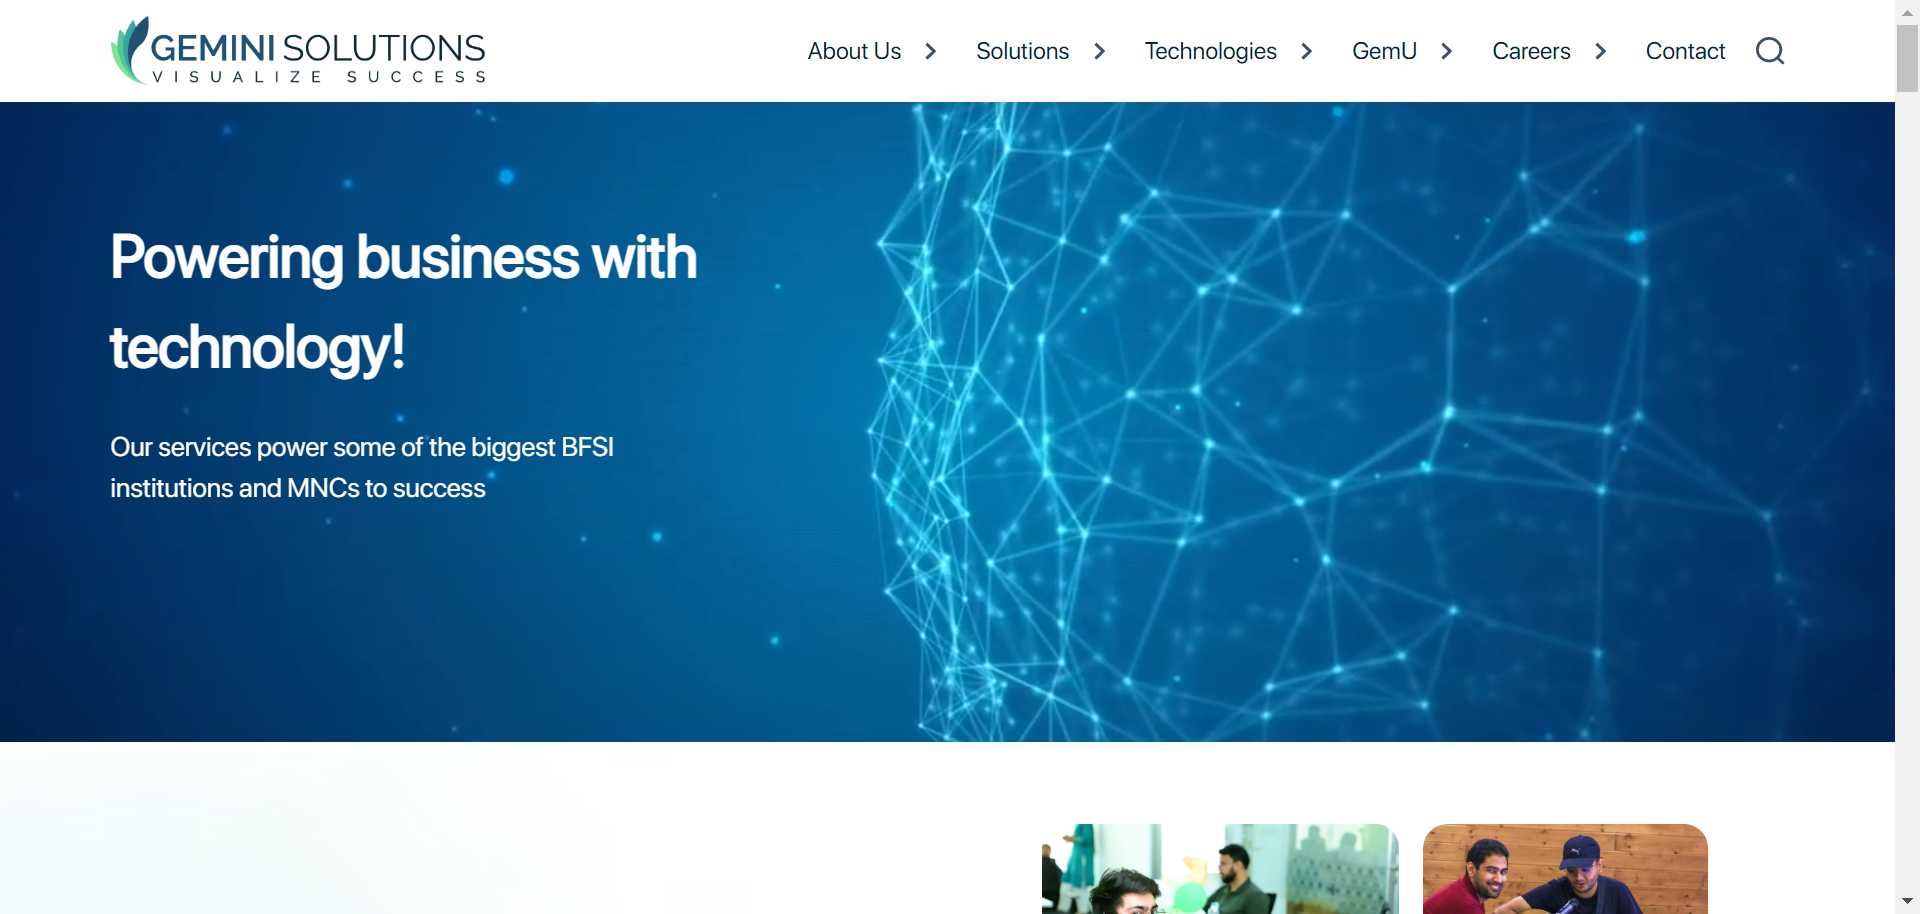 GEMINI SOLUTIONS
VISUALIZE SUCCESS
About Us
Solutions
Technologies
GemU
Careers
Contact
Powering business with
technology!
Our services power some of the biggest BFSI
institutions and MNCs to success